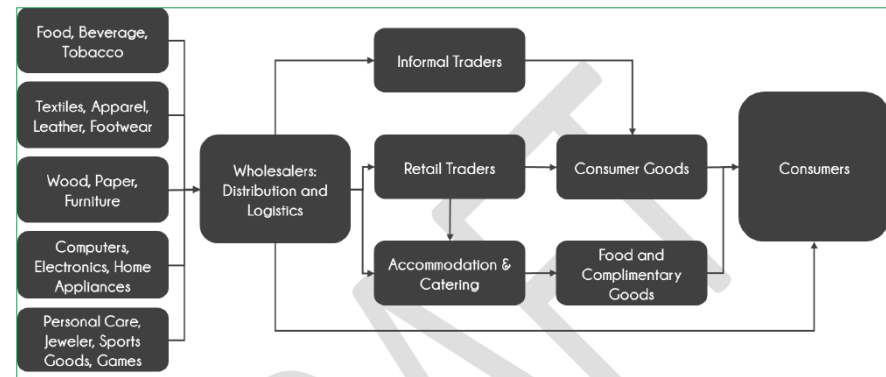 Food, Beverage,
Tobacco
Textiles, Apparel,
Leather, Footwear
Wood, Paper,
Furniture
Computers,
Electronics, Home
Appliances
Personal Care,
Jeweler, Sports
Goods, Games
Wholesalers:
Distribution and
Logistics
Informal Traders
Retail Traders
Accommodation &
Catering
Consumer Goods
Food and
Complimentary
Goods
Consumers